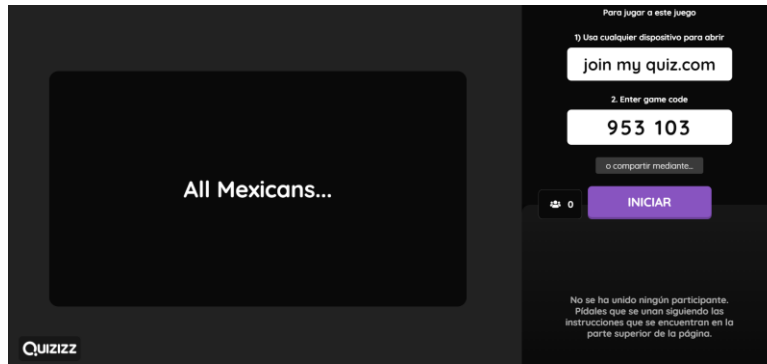 All Mexicans...
Quizizz
Para jugar a este juego
1) Usa cualquier dispositivo para abrir
join my quiz.com
2. Enter game code
953 103
o compartir mediante...
0
INICIAR
No se ha unido ningún participante.
Pídales que se unan siguiendo las
instrucciones que se encuentran en la
parte superior de la página.